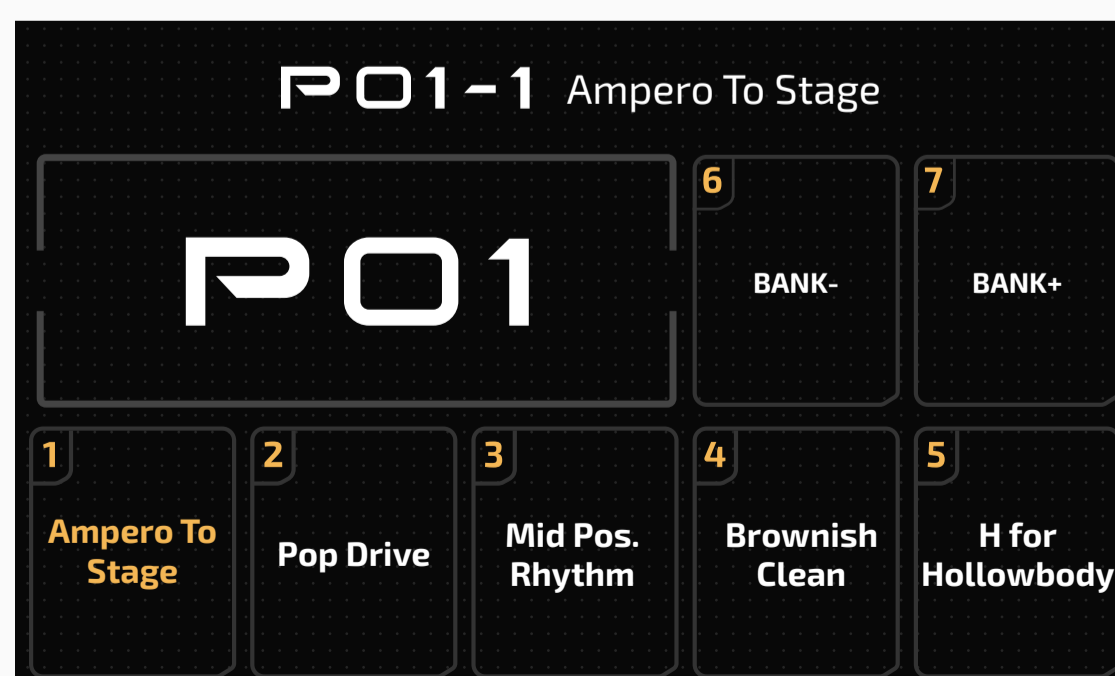 P01-1 Ampero To Stage
P01
6
BANK-
7
BANK+
1
Ampero To
Stage
2
Pop Drive
3
Mid Pos.
Rhythm
4
Brownish
Clean
5
H for
Hollowbody